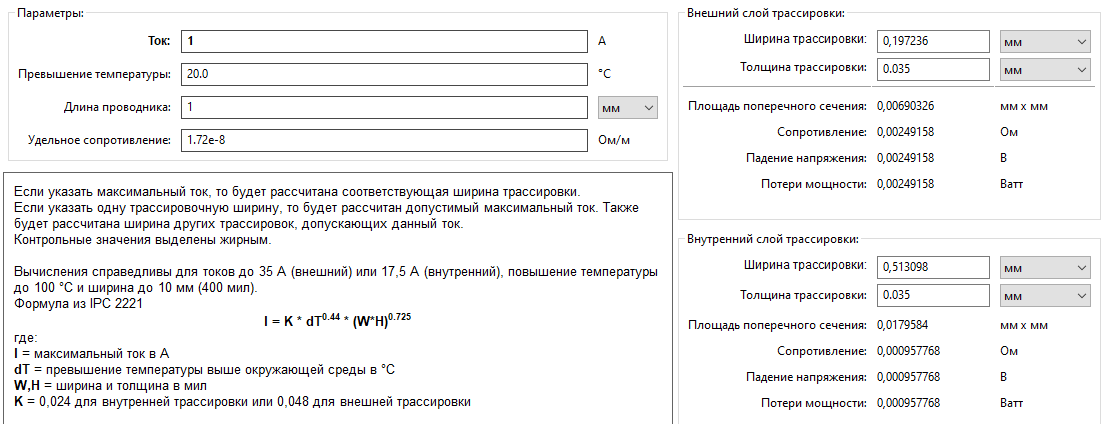 Параметры:
Ток: 1 А
Превышение температуры: 20.0 °C
Длина проводника: 1 мм
Удельное сопротивление: 1.72e-8 Ом/м
Если указать максимальный ток, то будет рассчитана соответствующая ширина трассировки.
Если указать одну трассировочную ширину, то будет рассчитан допустимый максимальный ток. Также
будет рассчитана ширина других трассировок, допускающих данный ток.
Контрольные значения выделены жирным.
Вычисления справедливы для токов до 35 А (внешний) или 17,5 А (внутренний), повышение температуры
до 100 °C и ширина до 10 мм (400 мил).
Формула из IPC 2221
I = K * dT0.44 * (W*H)0.725
где:
I = максимальный ток в А
dT = превышение температуры выше окружающей среды в °C
W,H = ширина и толщина в мил
K = 0,024 для внутренней трассировки или 0,048 для внешней трассировки
Внешний слой трассировки:
Ширина трассировки: 0,197236 мм
Толщина трассировки: 0.035 мм
Площадь поперечного сечения: 0,00690326 мм x мм
Сопротивление: 0,00249158 Ом
Падение напряжения: 0,00249158 В
Потери мощности: 0,00249158 Ватт
Внутренний слой трассировки:
Ширина трассировки: 0,513098 мм
Толщина трассировки: 0.035 мм
Площадь поперечного сечения: 0,0179584 мм x мм
Сопротивление: 0,000957768 Ом
Падение напряжения: 0,000957768 В
Потери мощности: 0,000957768 Ватт